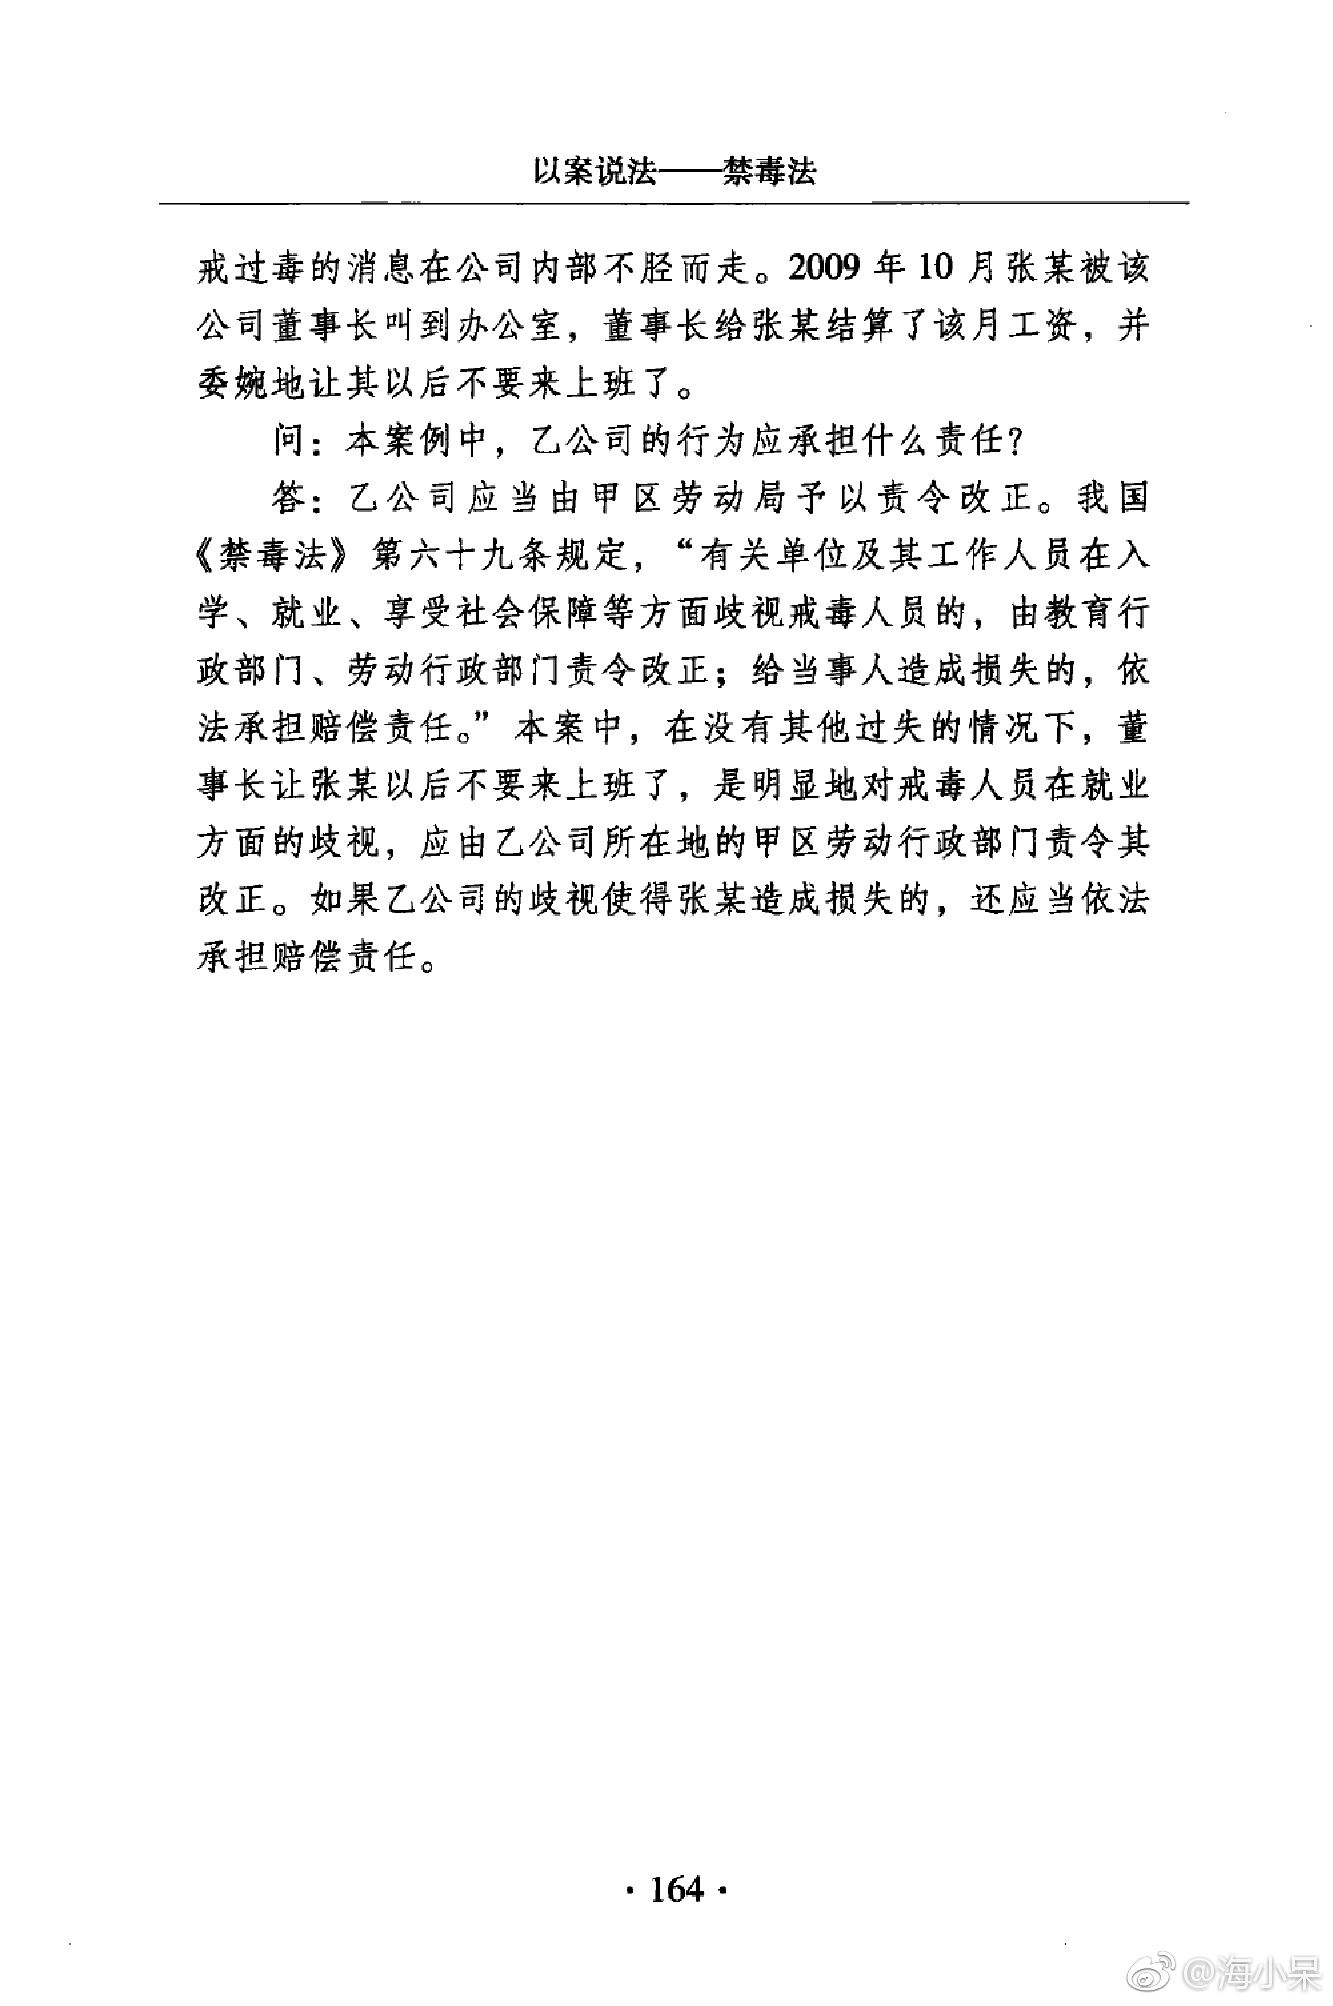 以案说法——禁毒法
戒过毒的消息在公司内部不胫而走。2009 年 10 月张某被该
公司董事长叫到办公室，董事长给张某结算了该月工资，并
委婉地让其以后不要来上班了。
问：本案例中，乙公司的行为应承担什么责任？
答：乙公司应当由甲区劳动局予以责令改正。我国
《禁毒法》第六十九条规定，“有关单位及其工作人员在入
学、就业、享受社会保障等方面歧视戒毒人员的，由教育行
政部门、劳动行政部门责令改正；给当事人造成损失的，依
法承担赔偿责任。”本案中，在没有其他过失的情况下，董
事长让张某以后不要来上班了，是明显地对戒毒人员在就业
方面的歧视，应由乙公司所在地的甲区劳动行政部门责令其
改正。如果乙公司的歧视使得张某造成损失的，还应当依法
承担赔偿责任。
· 164 ·
@海小呆